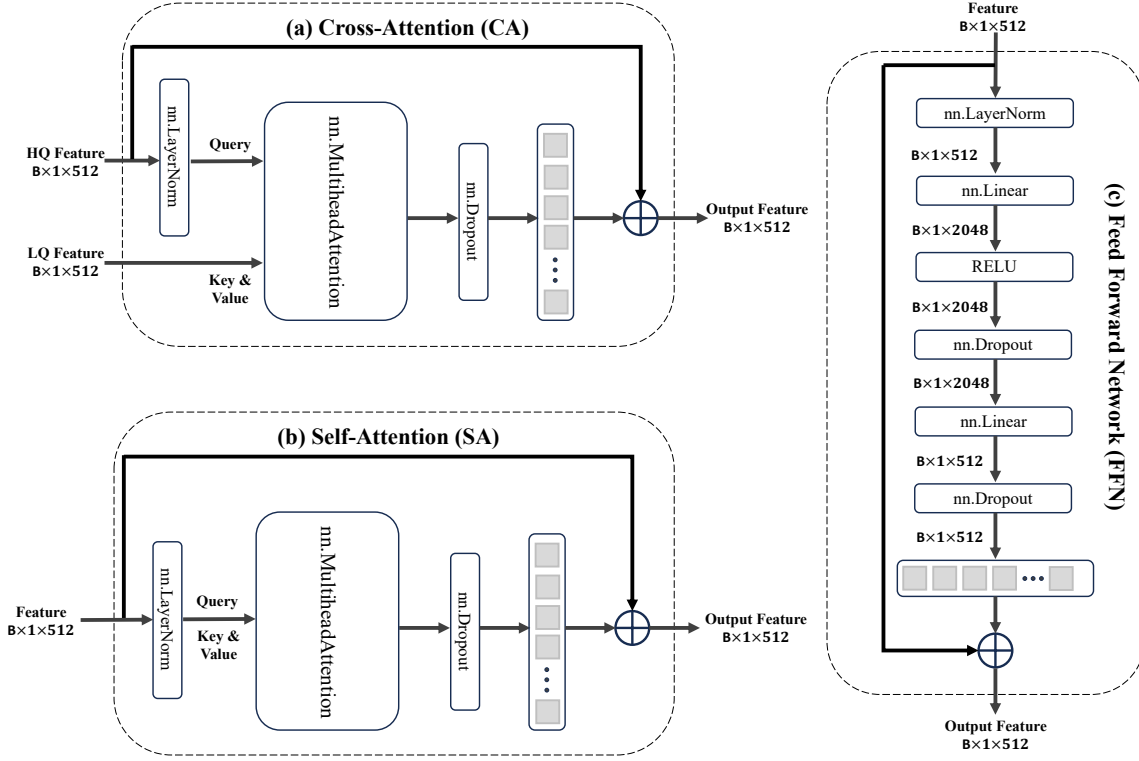 (a) Cross-Attention (CA)
HQ Feature
B×1×512
nn.LayerNorm
Query
LQ Feature
B×1×512
Key &
Value
nn.MultiheadAttention
nn.Dropout
Output Feature
B×1×512
(b) Self-Attention (SA)
Feature
B×1×512
nn.LayerNorm
Query
Key &
Value
nn.MultiheadAttention
nn.Dropout
Output Feature
B×1×512
Feature
B×1×512
nn.LayerNorm
B×1×512
nn.Linear
B×1×2048
RELU
B×1×2048
nn.Dropout
B×1×2048
nn.Linear
B×1×512
nn.Dropout
B×1×512
Output Feature
B×1×512
(c) Feed Forward Network (FFN)